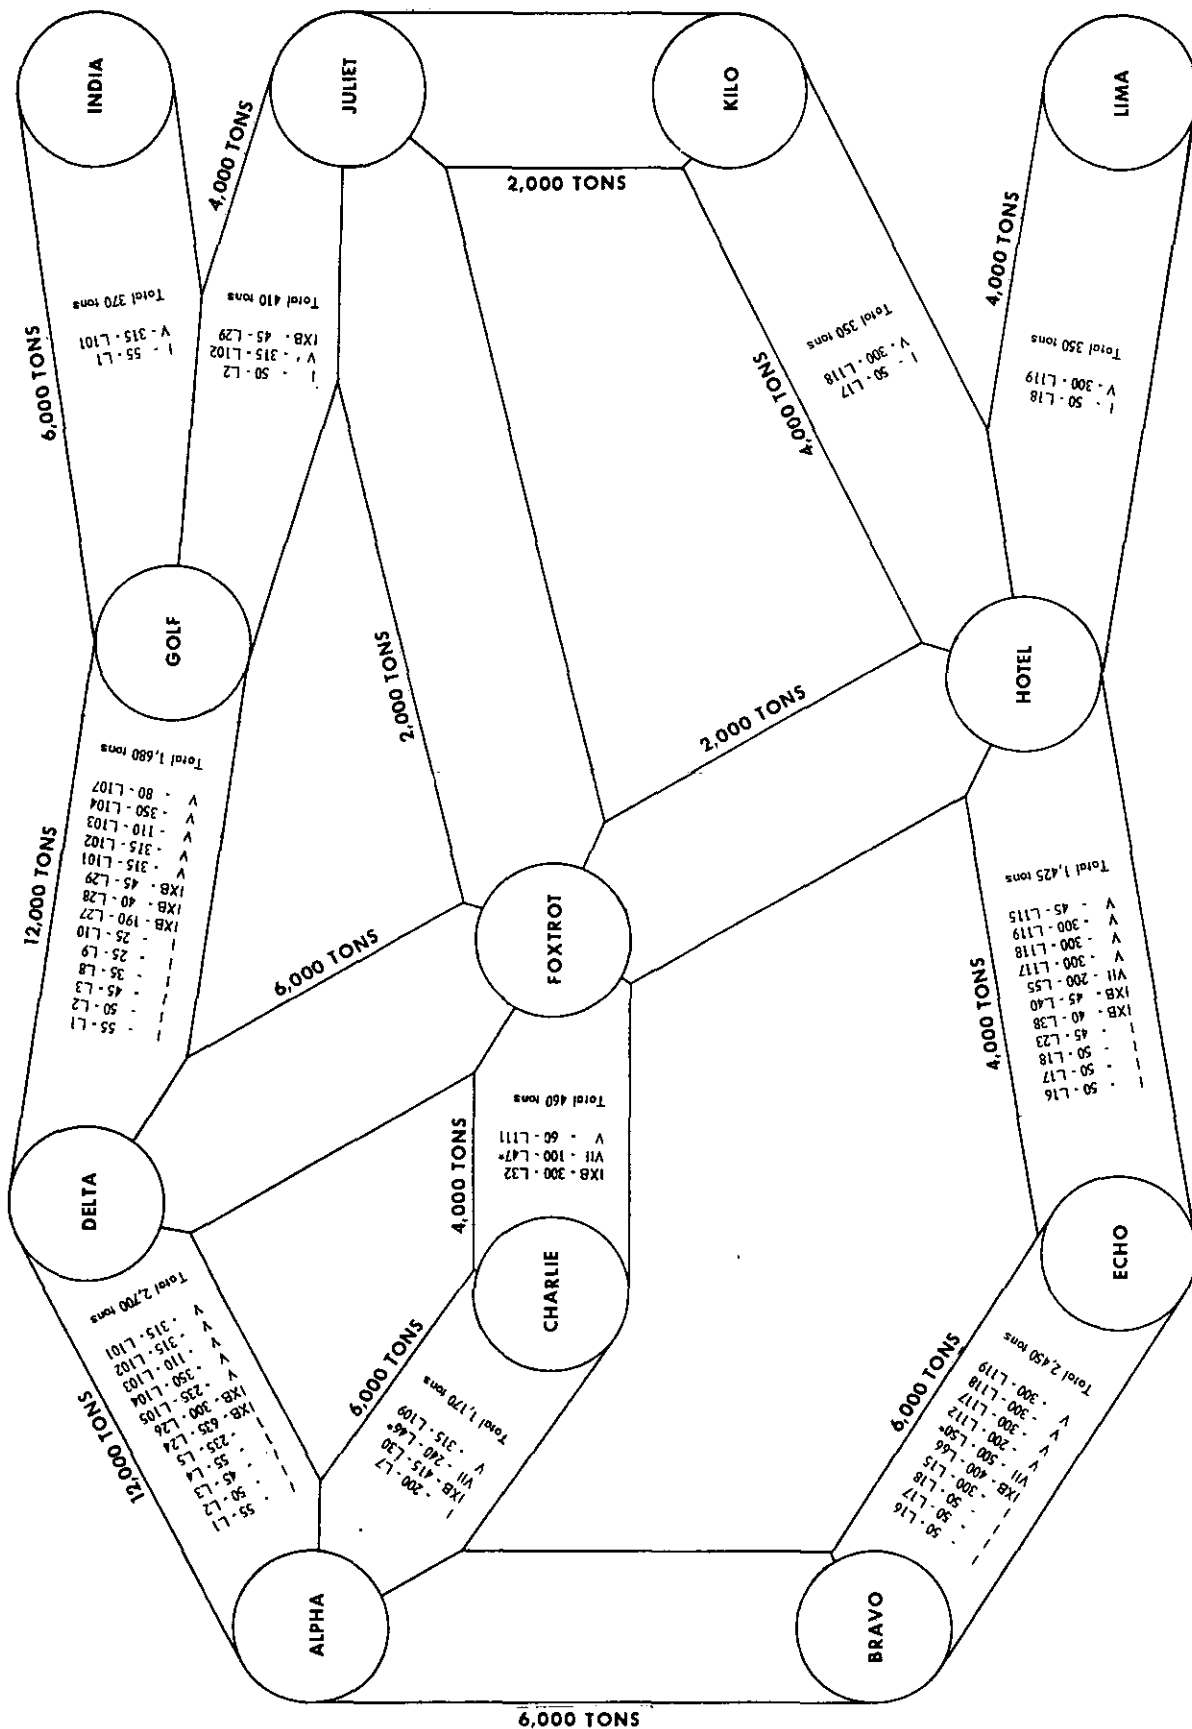 INDIA
JULIET
KILO
LIMA
6,000 TONS
4,000 TONS
2,000 TONS
4,000 TONS
I - 55 - L1
V - 315 - L101
Total 370 tons
I - 50 - L2
V - 315 - L102
IXB - 45 - L29
Total 410 tons
4,000 TONS
I - 50 - L17
V - 300 - L118
Total 350 tons
I - 50 - L18
V - 300 - L119
Total 350 tons
GOLF
HOTEL
2,000 TONS
2,000 TONS
12,000 TONS
I - 55 - L1
I - 50 - L2
I - 45 - L3
I - 35 - L8
I - 25 - L9
I - 25 - L10
IXB - 190 - L27
IXB - 40 - L28
IXB - 45 - L29
V - 315 - L101
V - 315 - L102
V - 110 - L103
V - 350 - L104
V - 80 - L107
Total 1,680 tons
6,000 TONS
FOXTROT
4,000 TONS
I - 50 - L16
I - 50 - L17
I - 50 - L18
I - 45 - L23
IXB - 40 - L38
IXB - 45 - L40
VII - 200 - L55
V - 300 - L117
V - 300 - L118
V - 300 - L119
V - 45 - L115
Total 1,425 tons
4,000 TONS
IXB - 300 - L32
VII - 100 - L47*
V - 60 - L111
Total 460 tons
DELTA
CHARLIE
ECHO
12,000 TONS
I - 55 - L1
I - 50 - L2
I - 45 - L3
I - 55 - L4
I - 235 - L5
IXB - 635 - L24
IXB - 300 - L26
V - 235 - L105
V - 350 - L104
V - 110 - L103
V - 315 - L102
V - 315 - L101
Total 2,700 tons
6,000 TONS
I - 200 - L7
IXB - 415 - L30
VII - 240 - L46*
V - 315 - L109
Total 1,170 tons
6,000 TONS
I - 50 - L16
I - 50 - L17
I - 50 - L18
I - 300 - L15
IXB - 400 - L66
VII - 500 - L50*
V - 200 - L112
V - 300 - L117
V - 300 - L118
V - 300 - L119
Total 2,450 tons
ALPHA
BRAVO
6,000 TONS